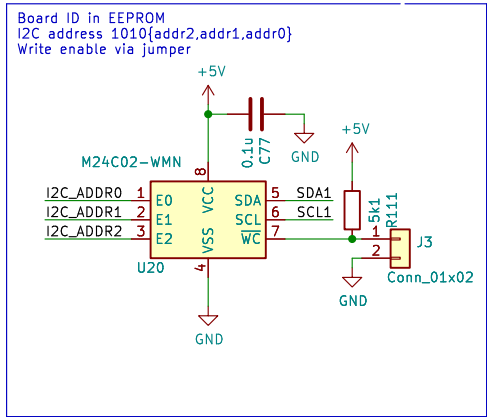 Board ID in EEPROM
I2C address 1010{addr2,addr1,addr0}
Write enable via jumper
+5V
0.1u
C77
GND
+5V
M24C02-WMN
8
VCC
I2C_ADDR0 1 E0
SDA 5 SDA1
I2C_ADDR1 2 E1
SCL 6 SCL1
I2C_ADDR2 3 E2
WC 7
VSS
4
U20
5k1
R111
1
2
J3
Conn_01x02
GND
GND